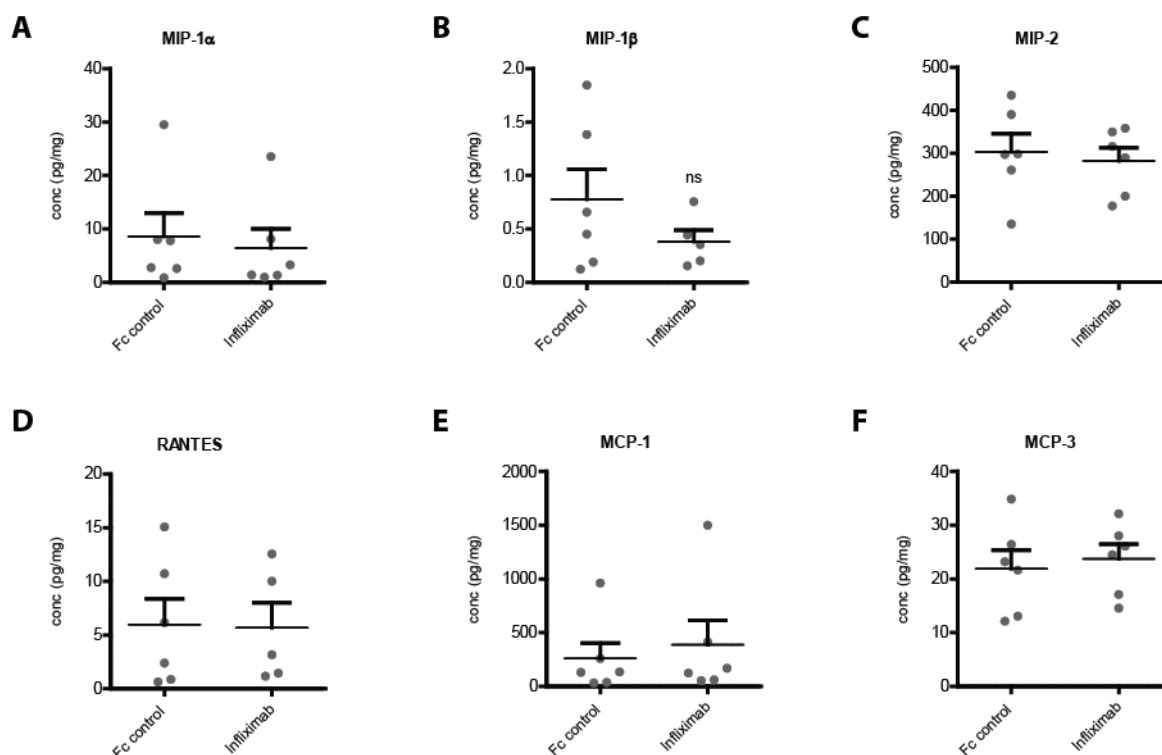 A
MIP-1α
conc (pg/mg)
40
30
20
10
0
Fc control
Infliximab
B
MIP-1β
conc (pg/mg)
2.0
1.5
1.0
0.5
0.0
ns
Fc control
Infliximab
C
MIP-2
conc (pg/mg)
500
400
300
200
100
0
Fc control
Infliximab
D
RANTES
conc (pg/mg)
20
15
10
5
0
Fc control
Infliximab
E
MCP-1
conc (pg/mg)
2000
1500
1000
500
0
Fc control
Infliximab
F
MCP-3
conc (pg/mg)
40
30
20
10
0
Fc control
Infliximab